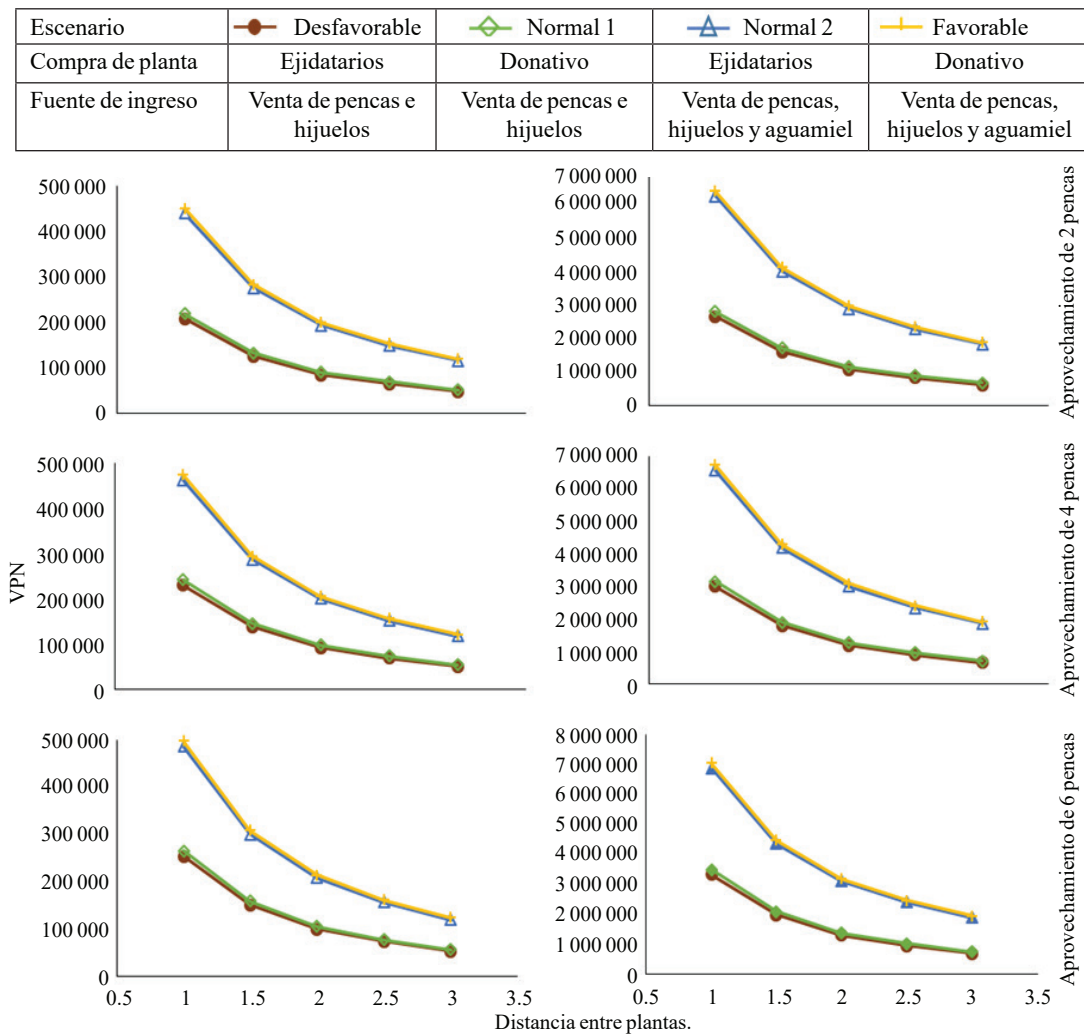 Escenario Desfavorable Normal 1 Normal 2 Favorable
Compra de planta Ejidatarios Donativo Ejidatarios Donativo
Fuente de ingreso Venta de pencas e hijuelos Venta de pencas e hijuelos Venta de pencas, hijuelos y aguamiel Venta de pencas, hijuelos y aguamiel
500 000
400 000
300 000
200 000
100 000
0
7 000 000
6 000 000
5 000 000
4 000 000
3 000 000
2 000 000
1 000 000
0
Aprovechamiento de 2 pencas
VPN
500 000
400 000
300 000
200 000
100 000
0
7 000 000
6 000 000
5 000 000
4 000 000
3 000 000
2 000 000
1 000 000
0
Aprovechamiento de 4 pencas
500 000
400 000
300 000
200 000
100 000
0
0.5 1 1.5 2 2.5 3 3.5
8 000 000
7 000 000
6 000 000
5 000 000
4 000 000
3 000 000
2 000 000
1 000 000
0
0.5 1 1.5 2 2.5 3 3.5
Aprovechamiento de 6 pencas
Distancia entre plantas.